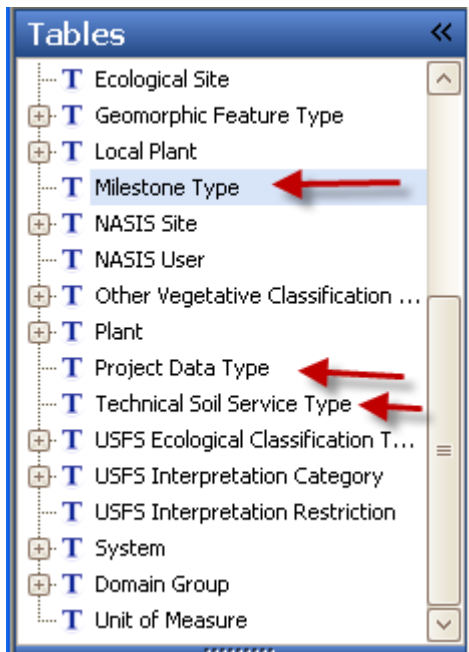 Tables
T Ecological Site
T Geomorphic Feature Type
T Local Plant
T Milestone Type
T NASIS Site
T NASIS User
T Other Vegetative Classification ...
T Plant
T Project Data Type
T Technical Soil Service Type
T USFS Ecological Classification T...
T USFS Interpretation Category
T USFS Interpretation Restriction
T System
T Domain Group
T Unit of Measure